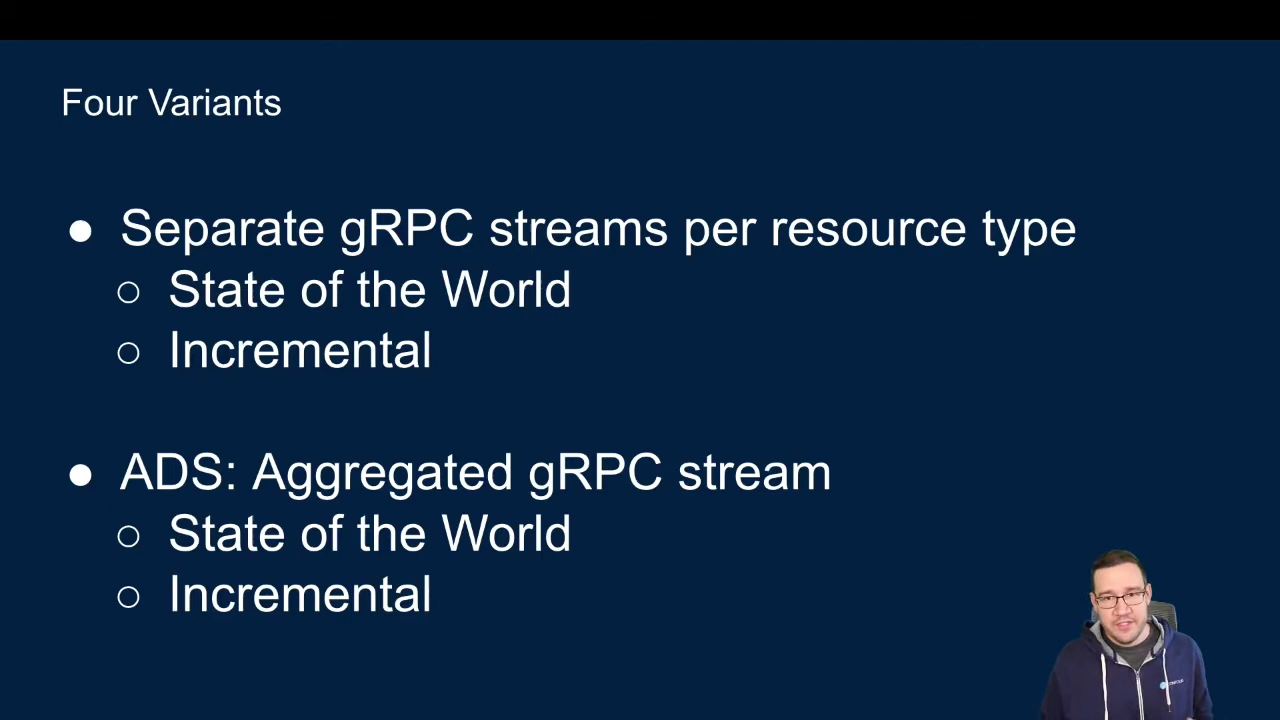 Four Variants
● Separate gRPC streams per resource type
○ State of the World
○ Incremental
● ADS: Aggregated gRPC stream
○ State of the World
○ Incremental